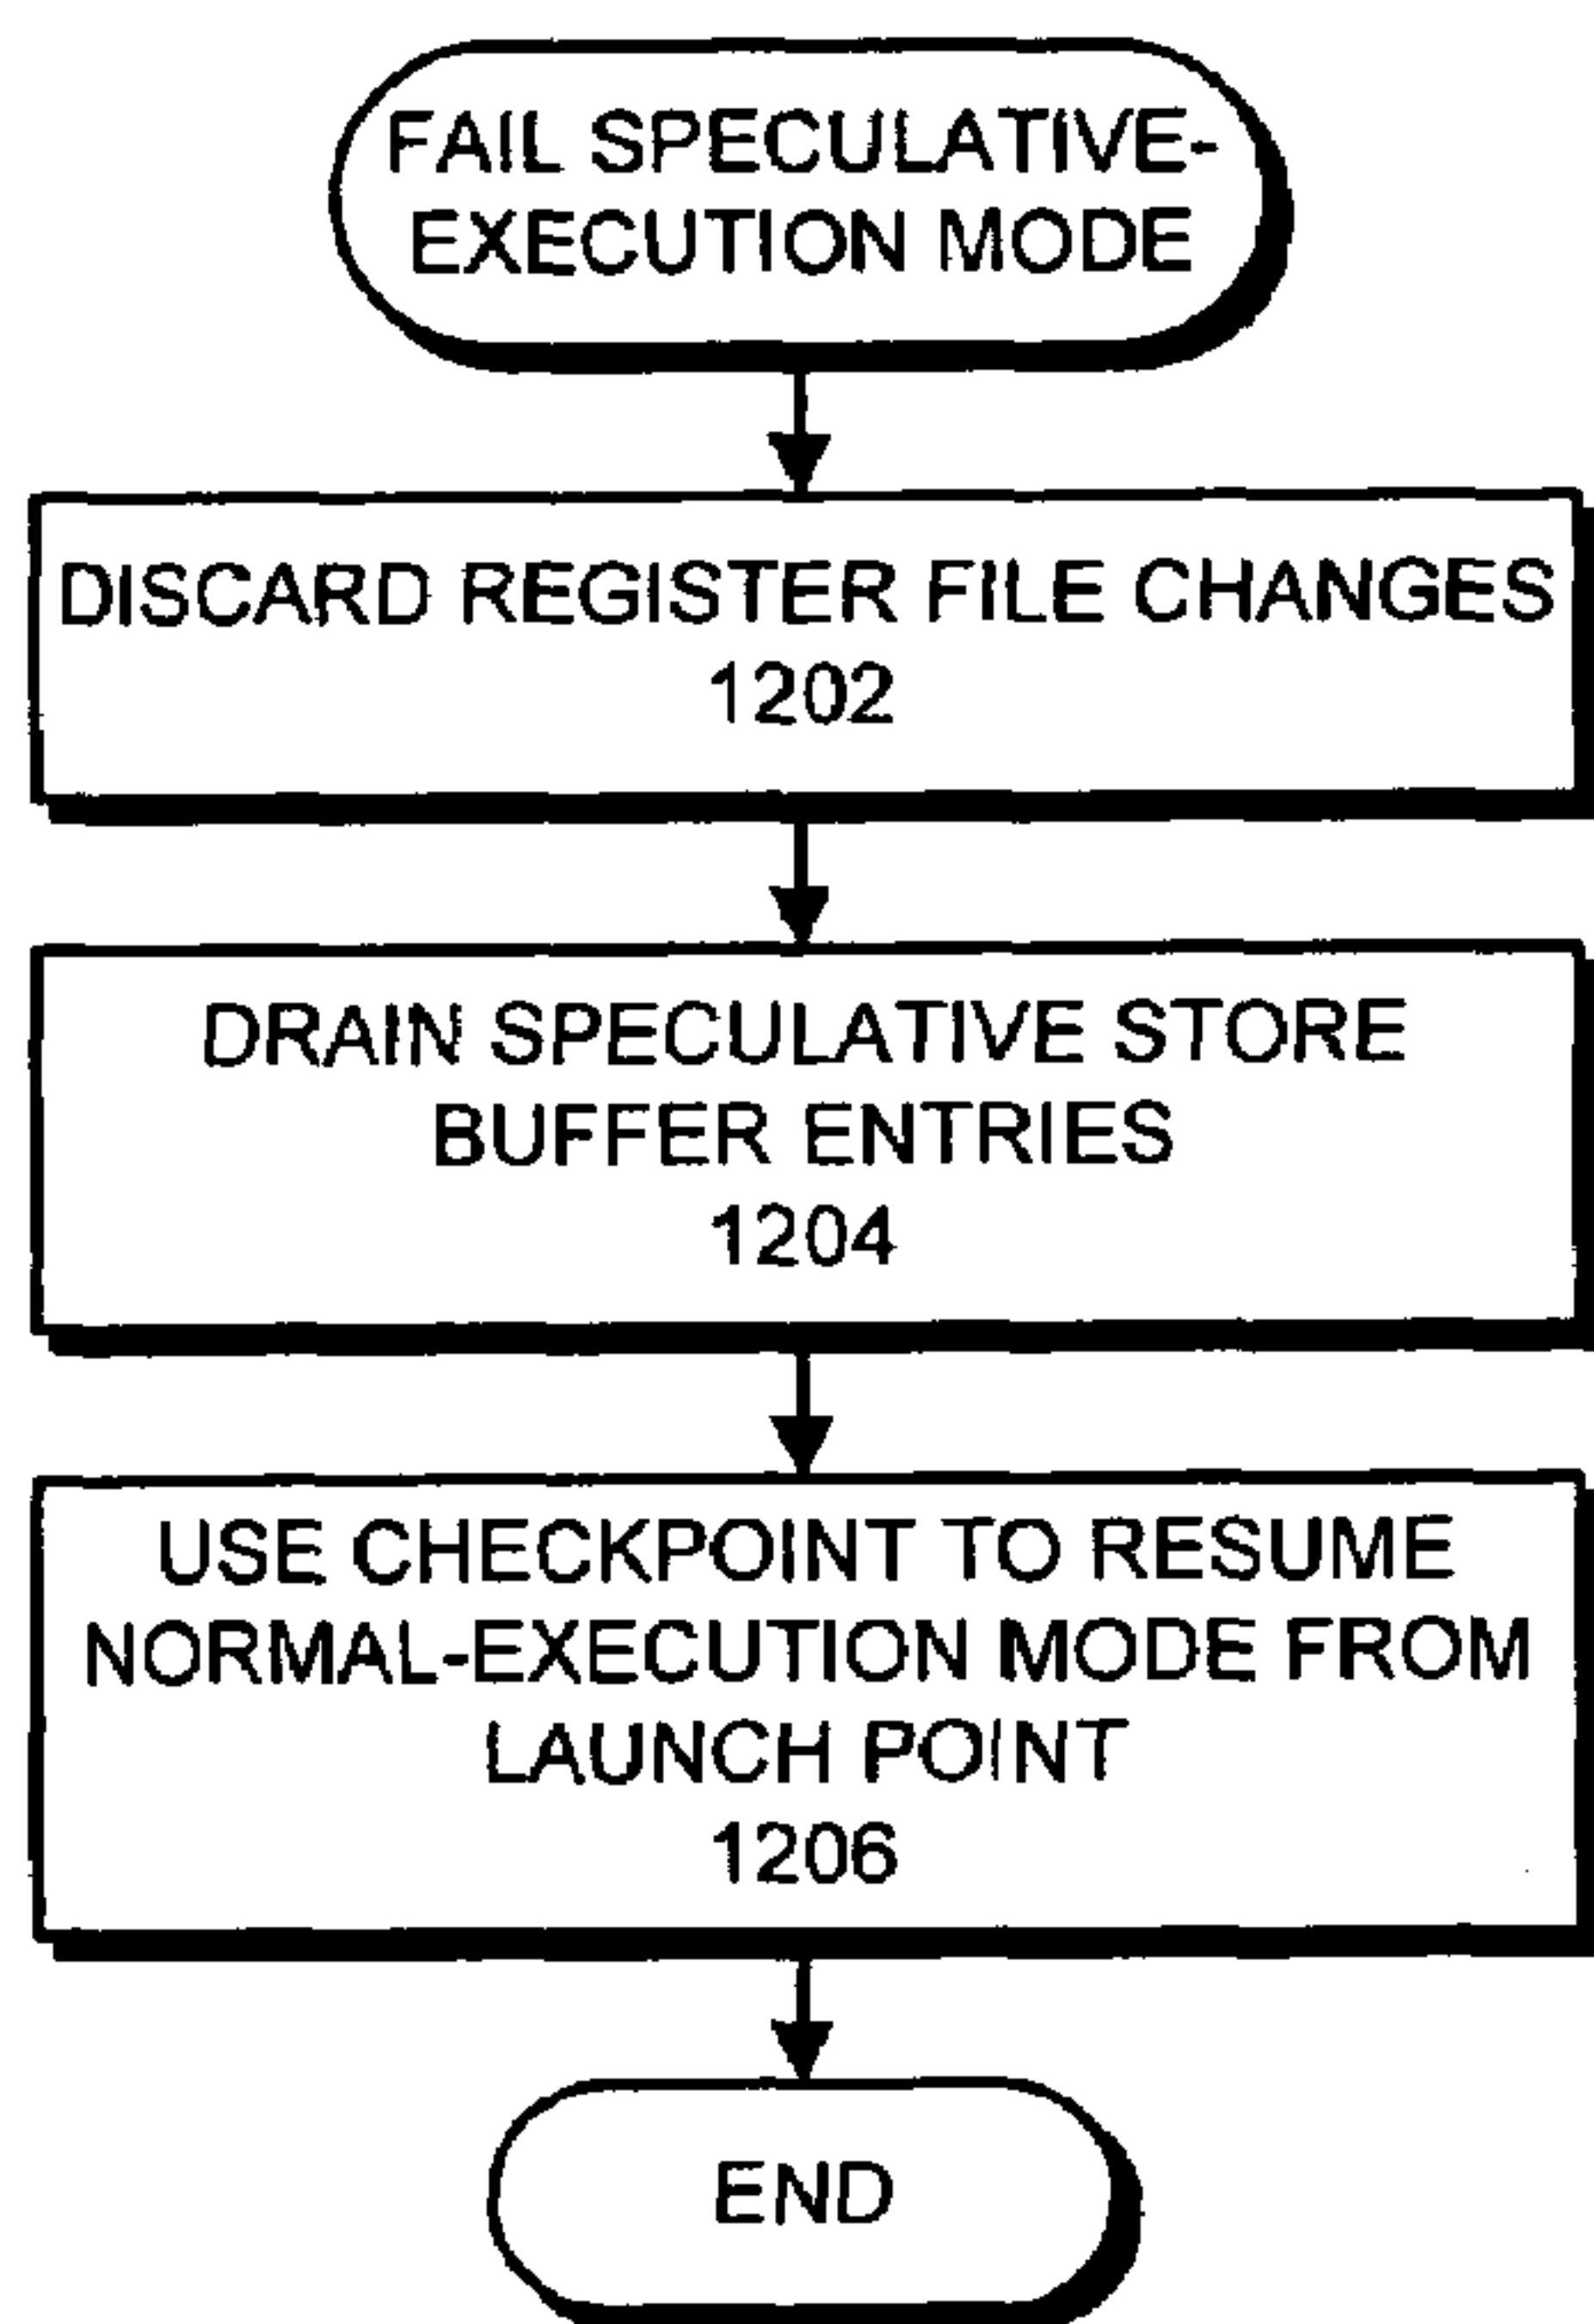 FAIL SPECULATIVE-
EXECUTION MODE
DISCARD REGISTER FILE CHANGES
1202
DRAIN SPECULATIVE STORE
BUFFER ENTRIES
1204
USE CHECKPOINT TO RESUME
NORMAL-EXECUTION MODE FROM
LAUNCH POINT
1206
END